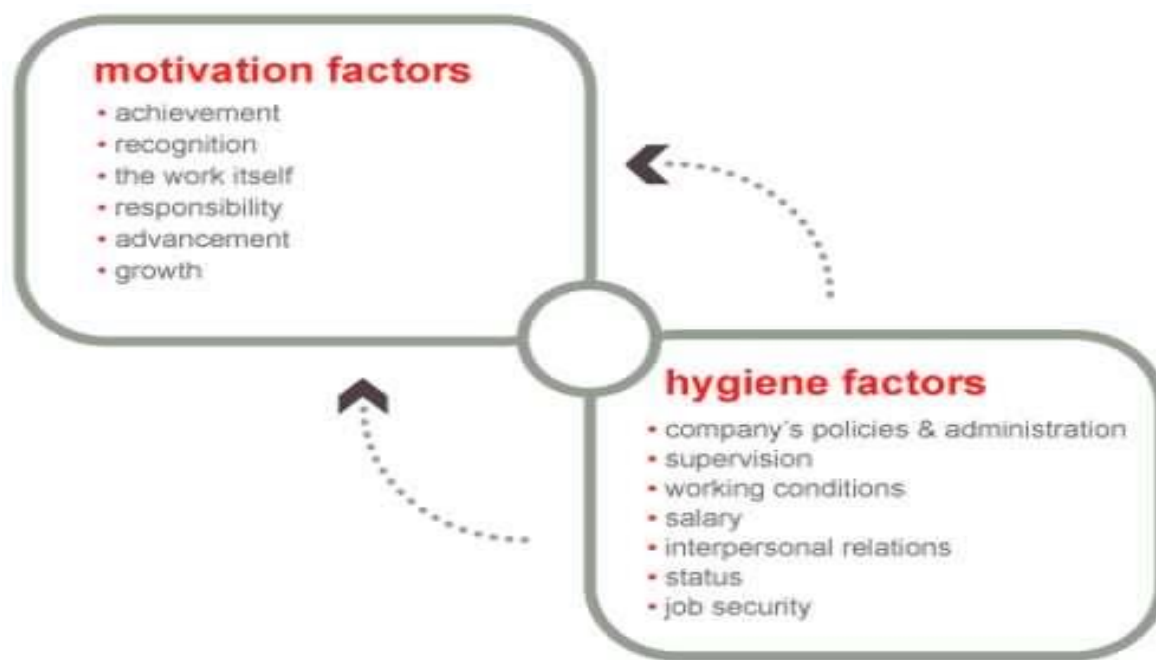 motivation factors
• achievement
• recognition
• the work itself
• responsibility
• advancement
• growth
hygiene factors
• company´s policies & administration
• supervision
• working conditions
• salary
• interpersonal relations
• status
• job security